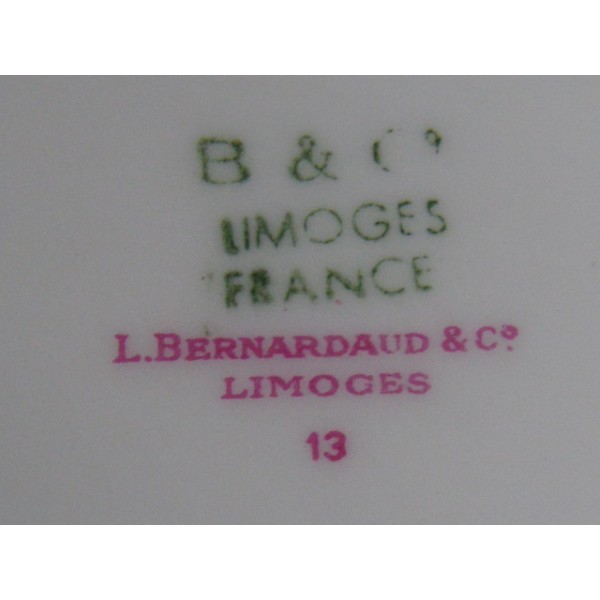 B & Cº
LIMOGES
FRANCE
L. BERNARDAUD & Cº
LIMOGES
13